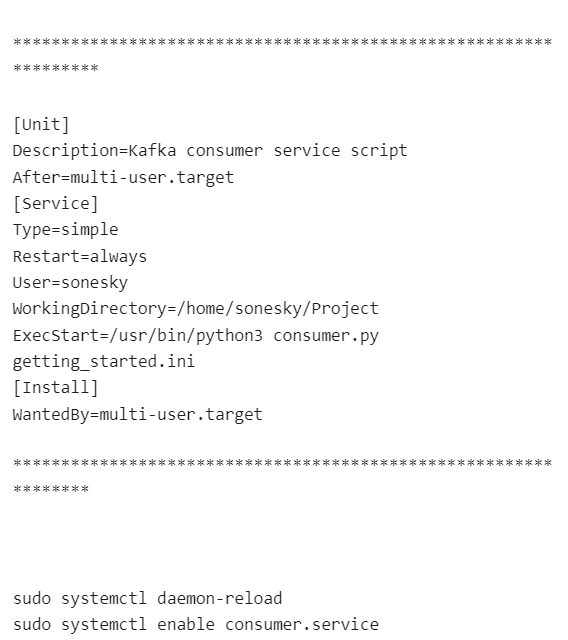 ********************************************************
*********
[Unit]
Description=Kafka consumer service script
After=multi-user.target
[Service]
Type=simple
Restart=always
User=sonesky
WorkingDirectory=/home/sonesky/Project
ExecStart=/usr/bin/python3 consumer.py
getting_started.ini
[Install]
WantedBy=multi-user.target
********************************************************
********
sudo systemctl daemon-reload
sudo systemctl enable consumer.service